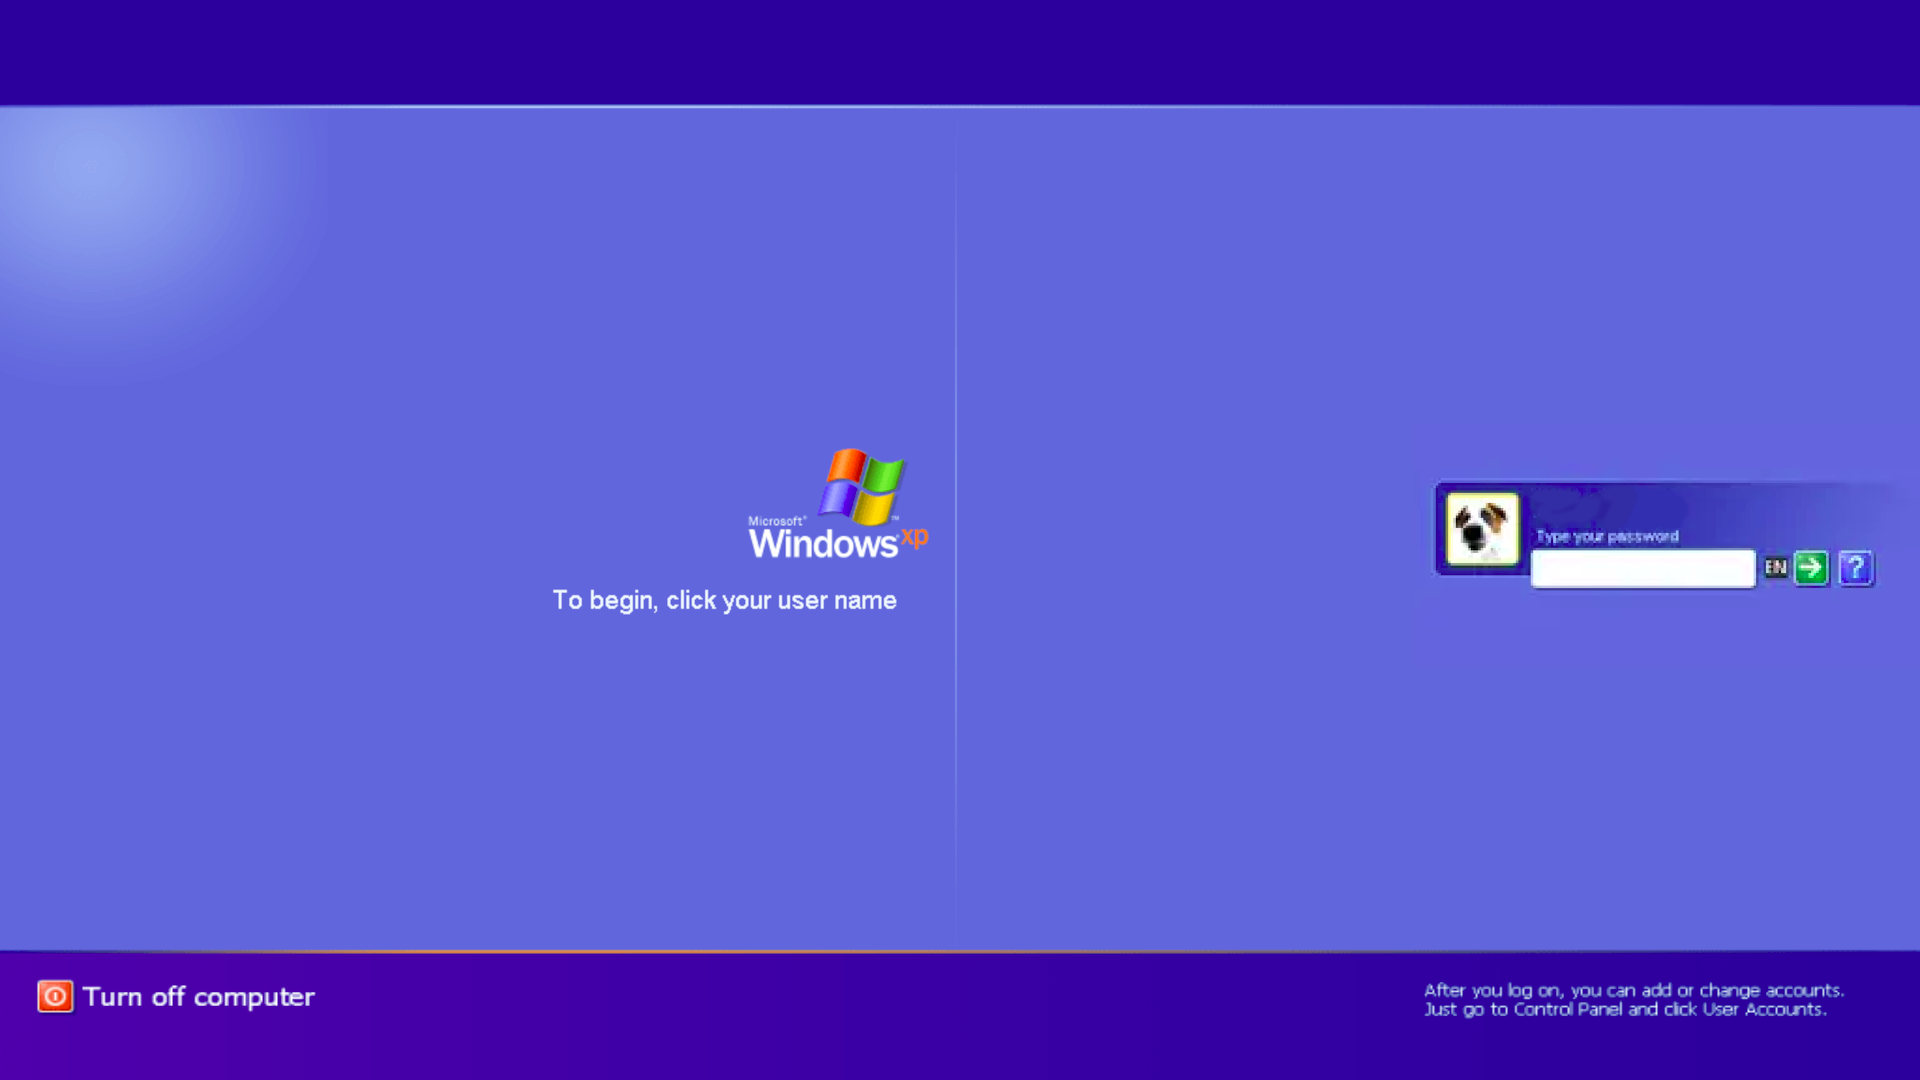 Microsoft®
Windows xp™
To begin, click your user name
Type your password
EN
?
Turn off computer
After you log on, you can add or change accounts.
Just go to Control Panel and click User Accounts.